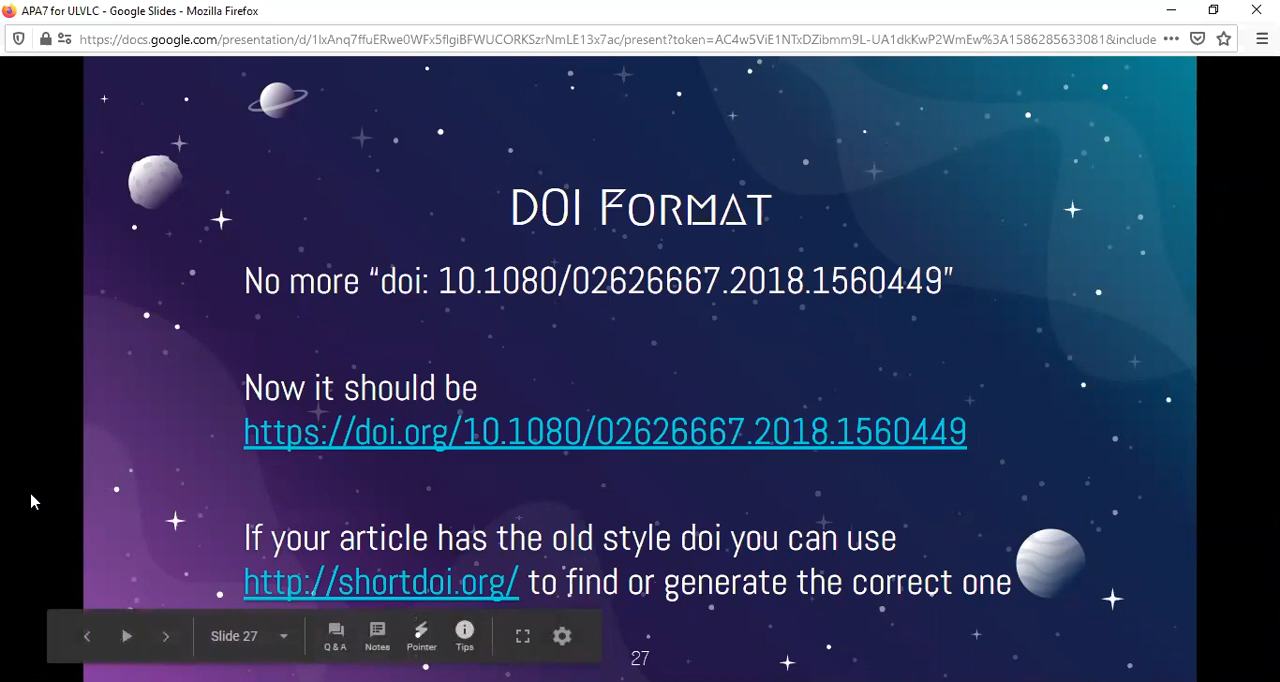 APA7 for ULVLC - Google Slides - Mozilla Firefox
https://docs.google.com/presentation/d/1lxAnq7ffuERwe0WFx5flgiBFWUCORKSzrNmLE13x7ac/present?token=AC4w5ViE1NTxDZibmm9L-UA1dkKwP2WmEw%3A1586285633081&include
DOI Format
No more “doi: 10.1080/02626667.2018.1560449”
Now it should be
https://doi.org/10.1080/02626667.2018.1560449
If your article has the old style doi you can use
http://shortdoi.org/ to find or generate the correct one
Slide 27
Q & A
Notes
Pointer
Tips
27